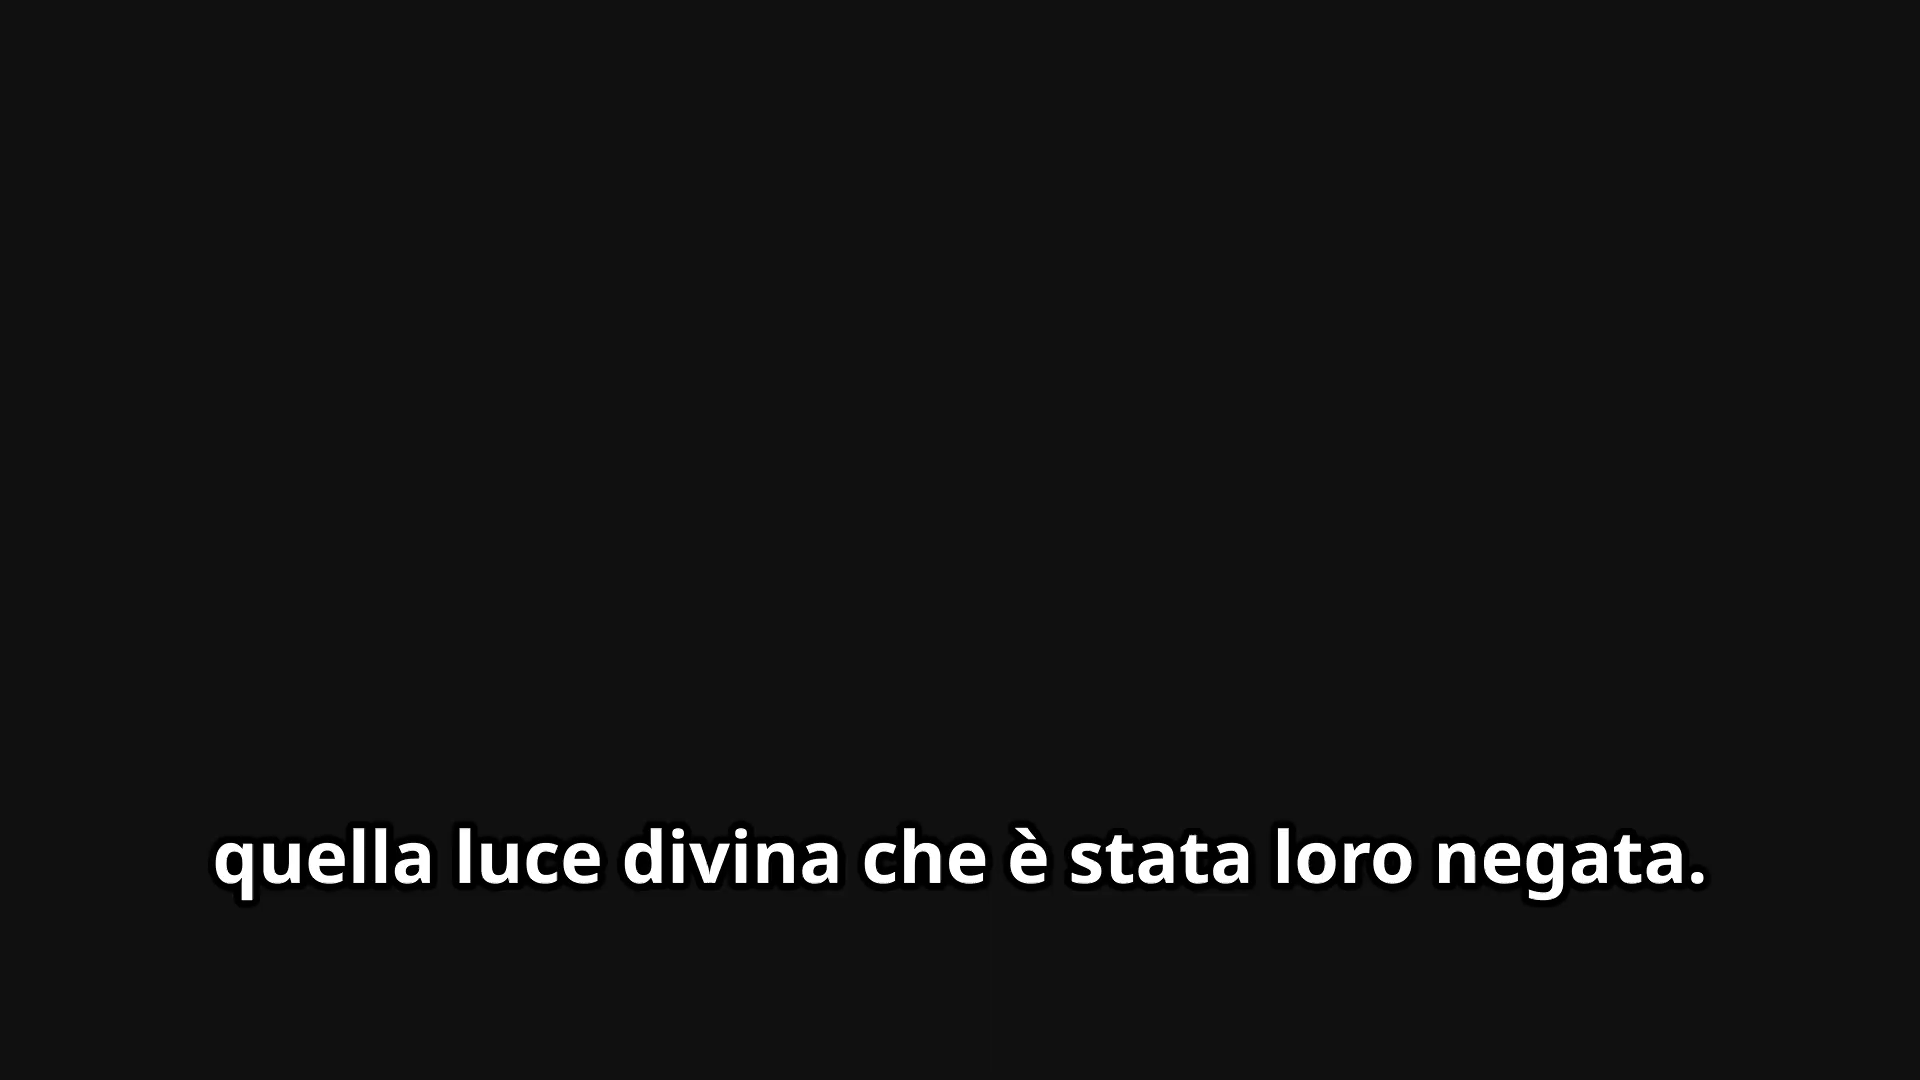 quella luce divina che è stata loro negata.